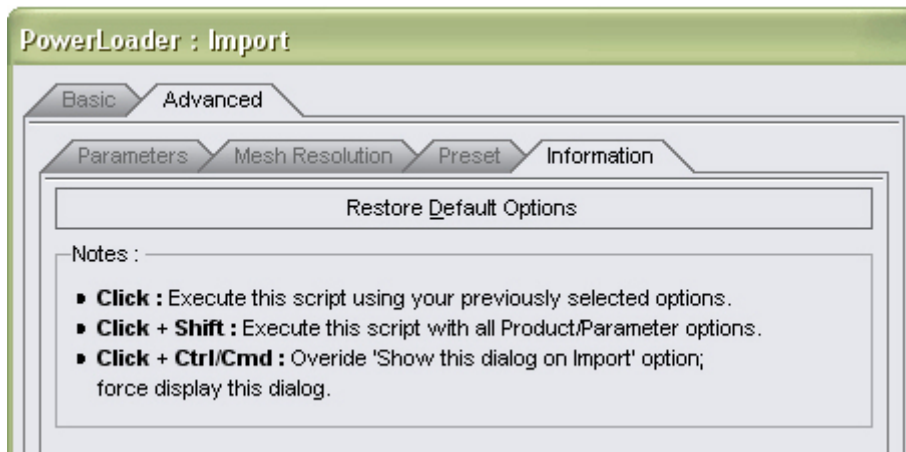 PowerLoader : Import
Basic Advanced
Parameters Mesh Resolution Preset Information
Restore Default Options
Notes :
• Click : Execute this script using your previously selected options.
• Click + Shift : Execute this script with all Product/Parameter options.
• Click + Ctrl/Cmd : Overide 'Show this dialog on Import' option;
force display this dialog.